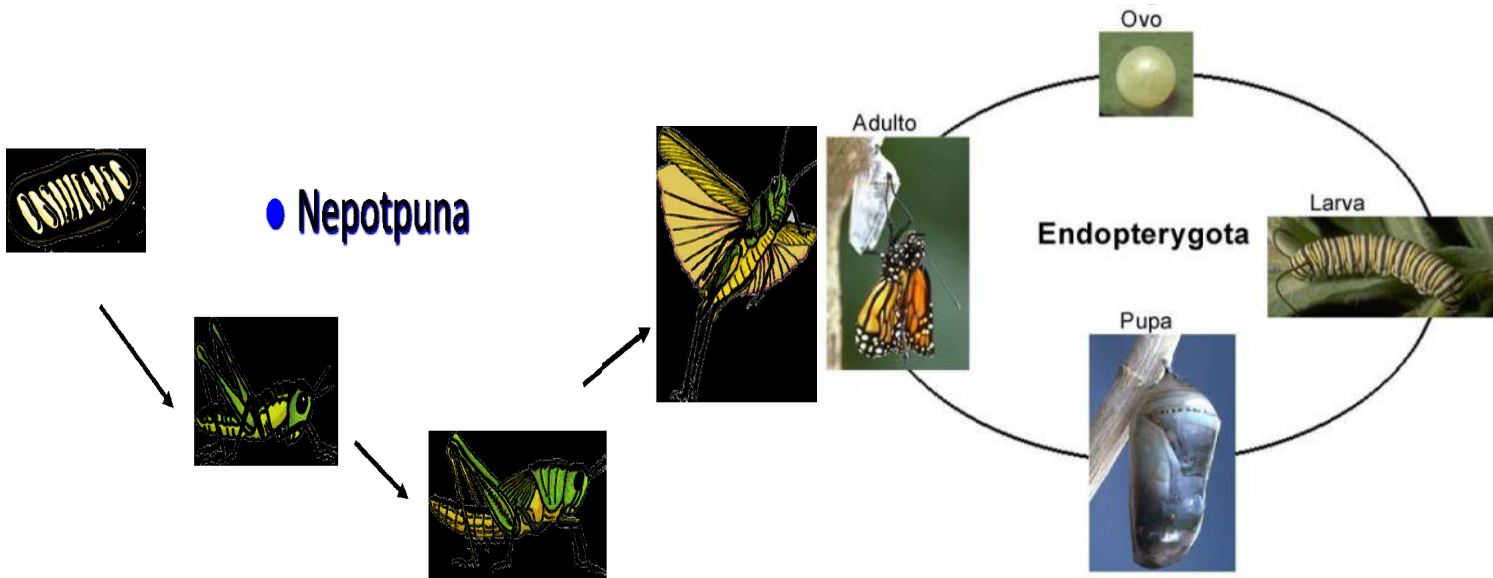 • Nepotpuna
Ovo
Adulto
Endopterygota
Larva
Pupa